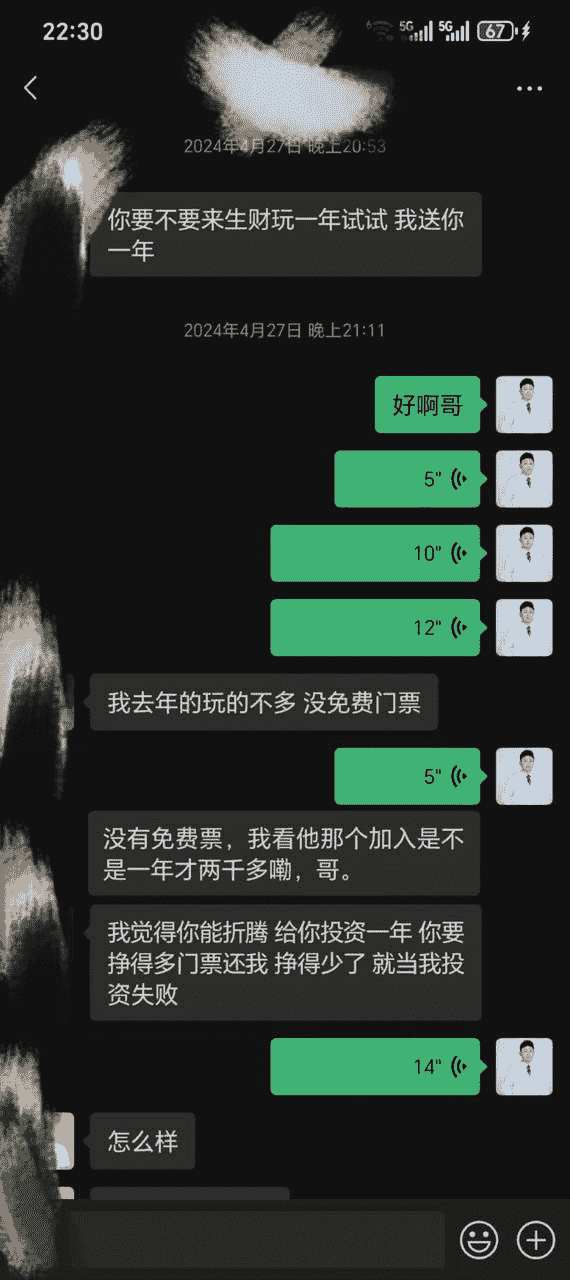 22:30
6
5G
5G
67
2024年4月27日 晚上20:53
你要不要来生财玩一年试试 我送你
一年
2024年4月27日 晚上21:11
好啊哥
5"
10"
12"
我去年的玩的不多 没免费门票
5"
没有免费票，我看他那个加入是不
是一年才两千多嘞，哥。
我觉得你能折腾 给你投资一年 你要
挣得多门票还我 挣得少了 就当我投
资失败
14"
怎么样